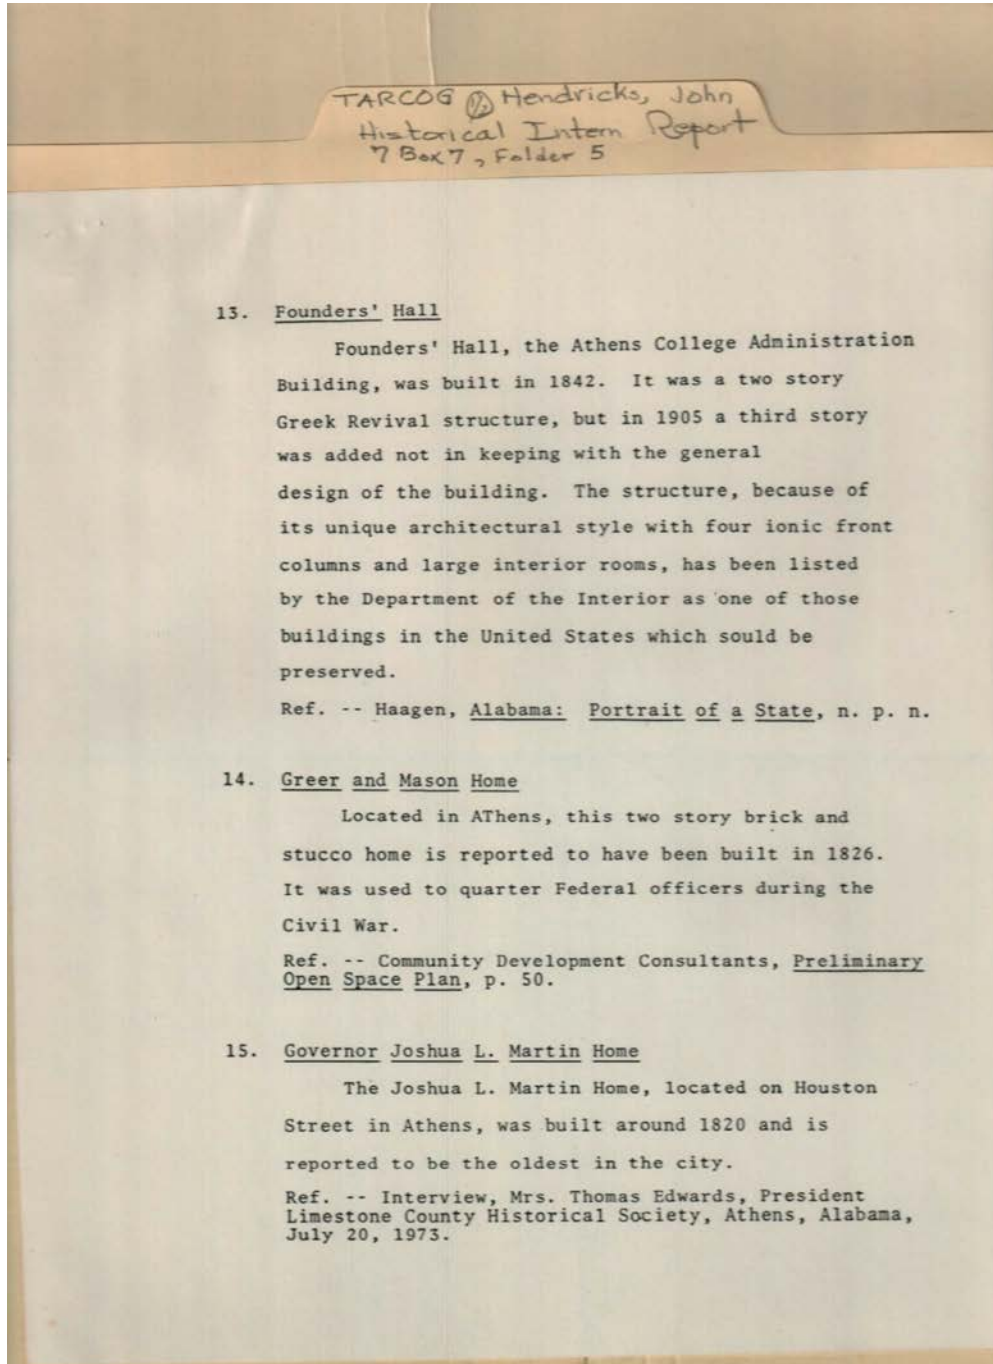 TARCOG ½ Hendricks, John
Historical Intern Report
7 Box 7, Folder 5
13. Founders' Hall
Founders' Hall, the Athens College Administration
Building, was built in 1842. It was a two story
Greek Revival structure, but in 1905 a third story
was added not in keeping with the general
design of the building. The structure, because of
its unique architectural style with four ionic front
columns and large interior rooms, has been listed
by the Department of the Interior as one of those
buildings in the United States which sould be
preserved.
Ref. -- Haagen, Alabama: Portrait of a State, n. p. n.
14. Greer and Mason Home
Located in AThens, this two story brick and
stucco home is reported to have been built in 1826.
It was used to quarter Federal officers during the
Civil War.
Ref. -- Community Development Consultants, Preliminary
Open Space Plan, p. 50.
15. Governor Joshua L. Martin Home
The Joshua L. Martin Home, located on Houston
Street in Athens, was built around 1820 and is
reported to be the oldest in the city.
Ref. -- Interview, Mrs. Thomas Edwards, President
Limestone County Historical Society, Athens, Alabama,
July 20, 1973.